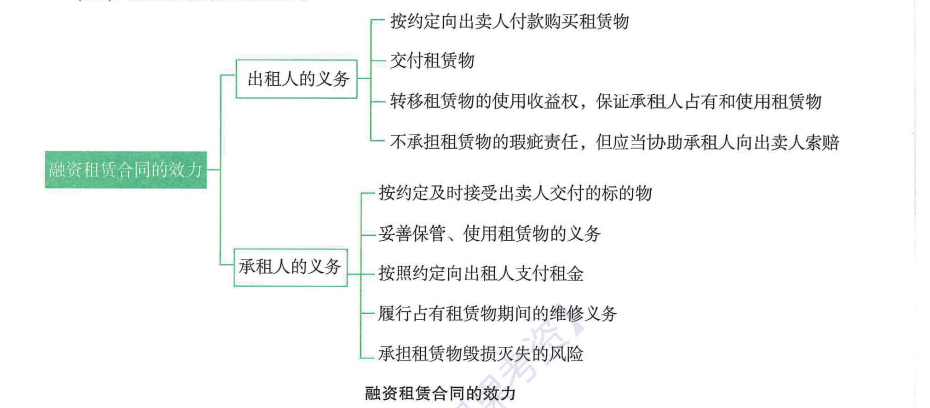 按约定向出卖人付款购买租赁物
出租人的义务
交付租赁物
转移租赁物的使用收益权，保证承租人占有和使用租赁物
不承担租赁物的瑕疵责任，但应当协助承租人向出卖人索赔
融资租赁合同的效力
按约定及时接受出卖人交付的标的物
妥善保管、使用租赁物的义务
承租人的义务
按照约定向出租人支付租金
履行占有租赁物期间的维修义务
承担租赁物毁损灭失的风险
融资租赁合同的效力